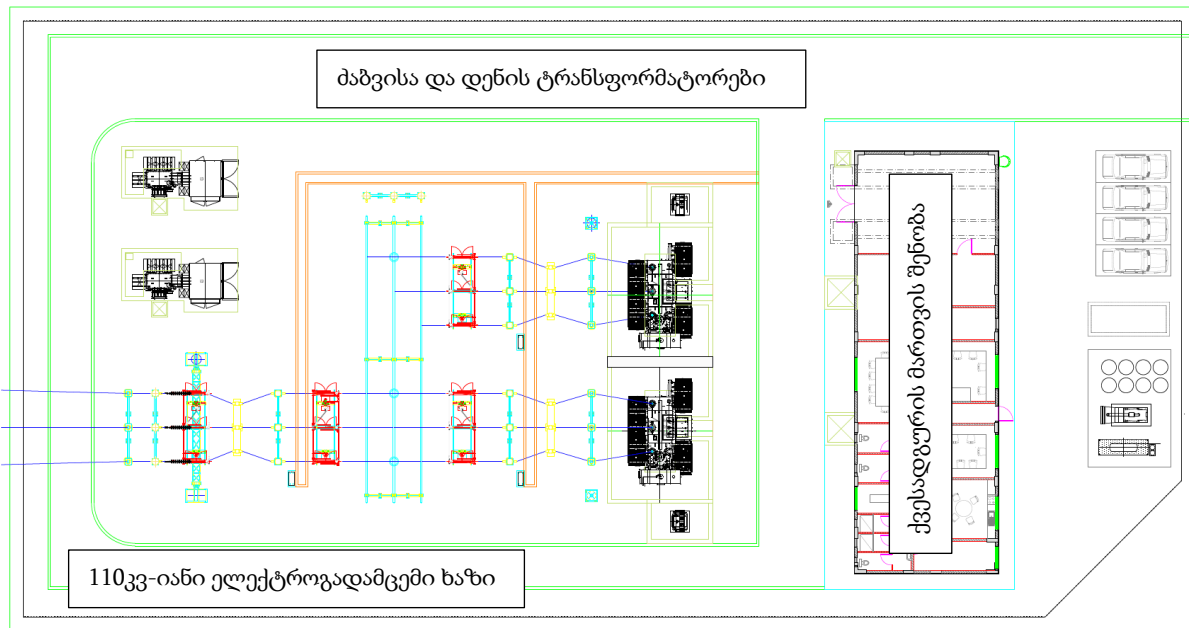 ძაბვისა და დენის ტრანსფორმატორები
ქვესადგურის მართვის შენობა
110კვ-იანი ელექტროგადამცემი ხაზი